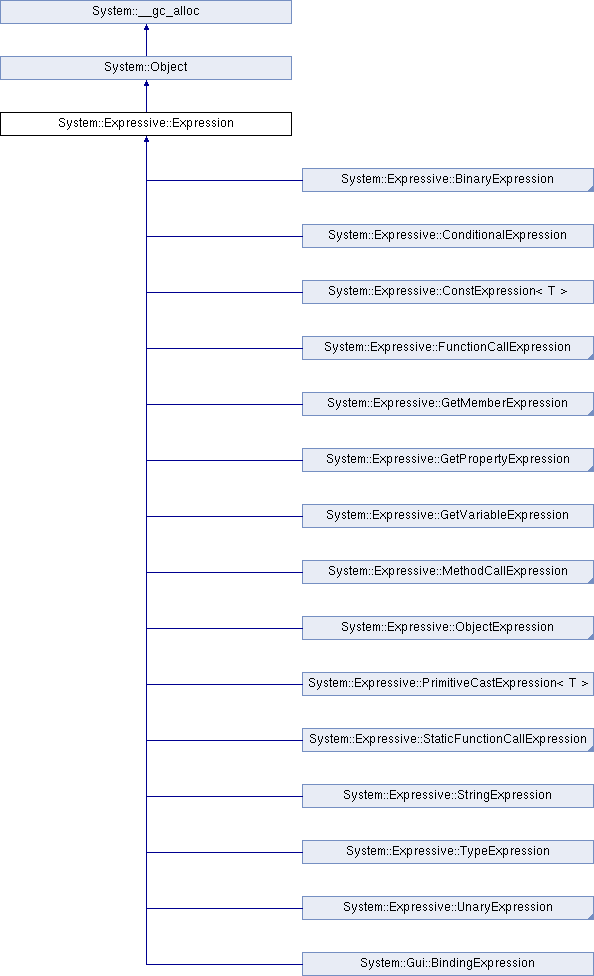 System::__gc_alloc
System::Object
System::Expressive::Expression
System::Expressive::BinaryExpression
System::Expressive::ConditionalExpression
System::Expressive::ConstExpression< T >
System::Expressive::FunctionCallExpression
System::Expressive::GetMemberExpression
System::Expressive::GetPropertyExpression
System::Expressive::GetVariableExpression
System::Expressive::MethodCallExpression
System::Expressive::ObjectExpression
System::Expressive::PrimitiveCastExpression< T >
System::Expressive::StaticFunctionCallExpression
System::Expressive::StringExpression
System::Expressive::TypeExpression
System::Expressive::UnaryExpression
System::Gui::BindingExpression